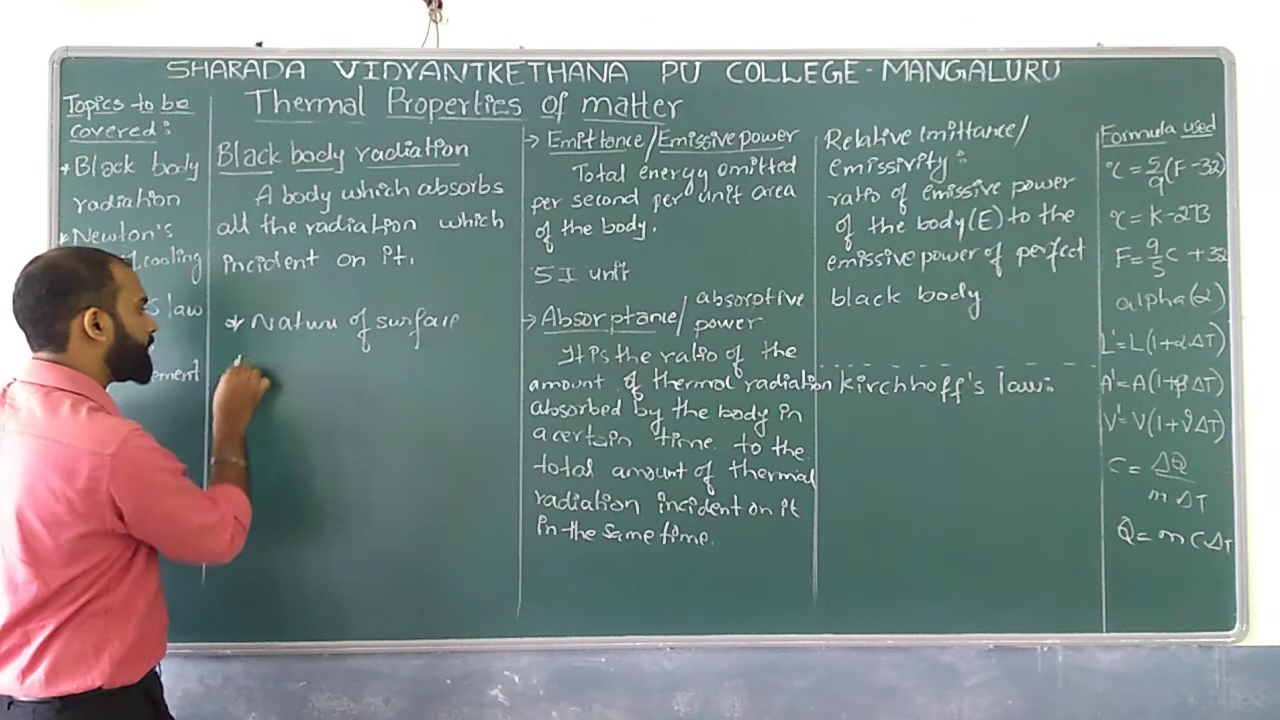 SHARADA VIDYANIKETHANA PU COLLEGE - MANGALURU
Thermal Properties of matter
Topics to be
covered:
* Black body
radiation
* Newton's
cooling
law
ement
Black body radiation
A body which absorbs
all the radiation which
incident on it.
* Nature of surface
→ Emittance/Emissive power
Total energy omitted
per second per unit area
of the body.
SI unit
→ Absorptance/absorptive
power
It is the ratio of the
amount of thermal radiation
absorbed by the body in
a certain time to the
total amount of thermal
radiation incident on it
in the same time.
Relative Imittance/
emissivity:
ratio of emissive power
of the body(E) to the
emissive power of perfect
black body
Kirchhoff's law:
Formula used
°C = 5/9(F-32)
°C = K-273
F = 9/5 C + 32
alpha(α)
L' = L(1+αΔT)
A' = A(1+βΔT)
V' = V(1+γΔT)
C = ΔQ
mΔT
Q = mCΔT